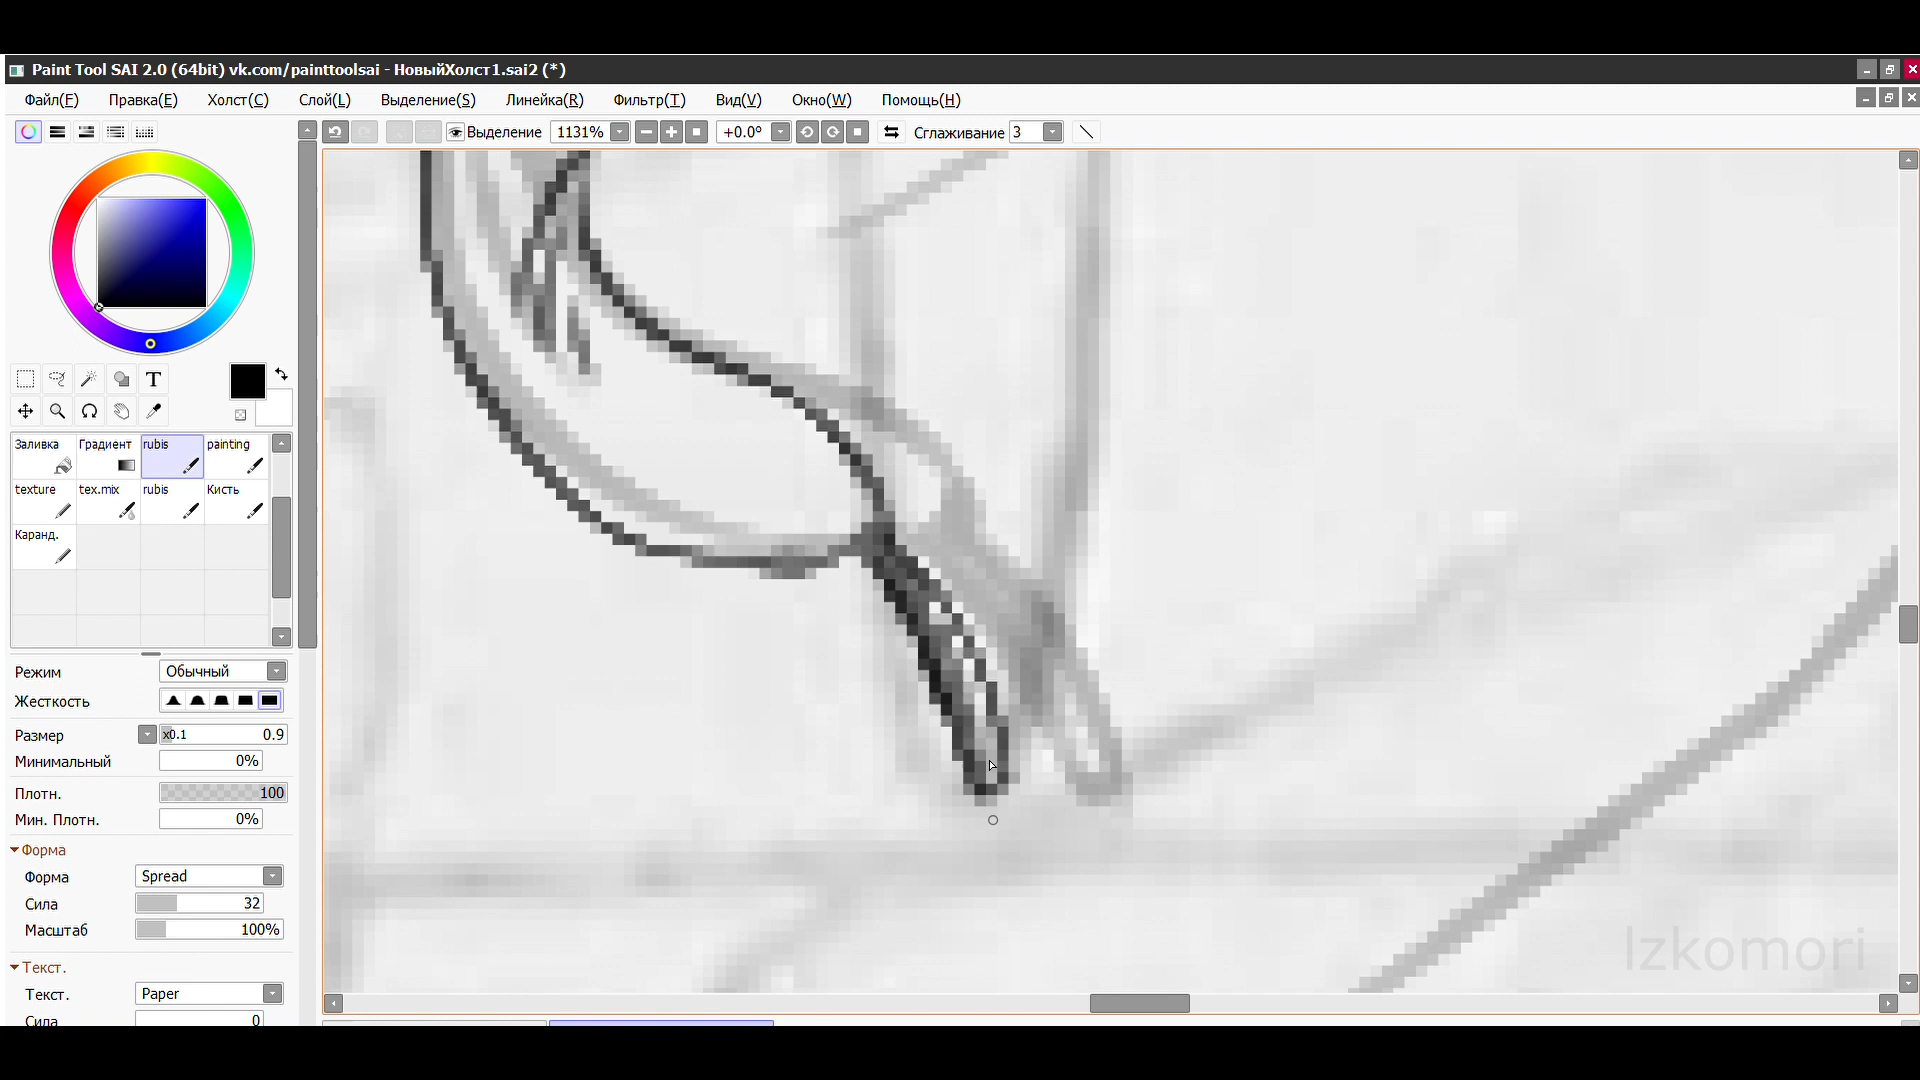 Paint Tool SAI 2.0 (64bit) vk.com/painttoolsai - НовыйХолст1.sai2 (*)
Файл(F) Правка(E) Холст(C) Слой(L) Выделение(S) Линейка(R) Фильтр(T) Вид(V) Окно(W) Помощь(H)
Выделение 1131% +0.0º Сглаживание 3
T
Заливка Градиент rubis painting
texture tex.mix rubis Кисть
Каранд.
Режим Обычный
Жесткость
Размер x0.1 0.9
Минимальный 0%
Плотн. 100
Мин. Плотн. 0%
Форма
Форма Spread
Сила 32
Масштаб 100%
Текст.
Текст. Paper
Сила 0
Izkomori